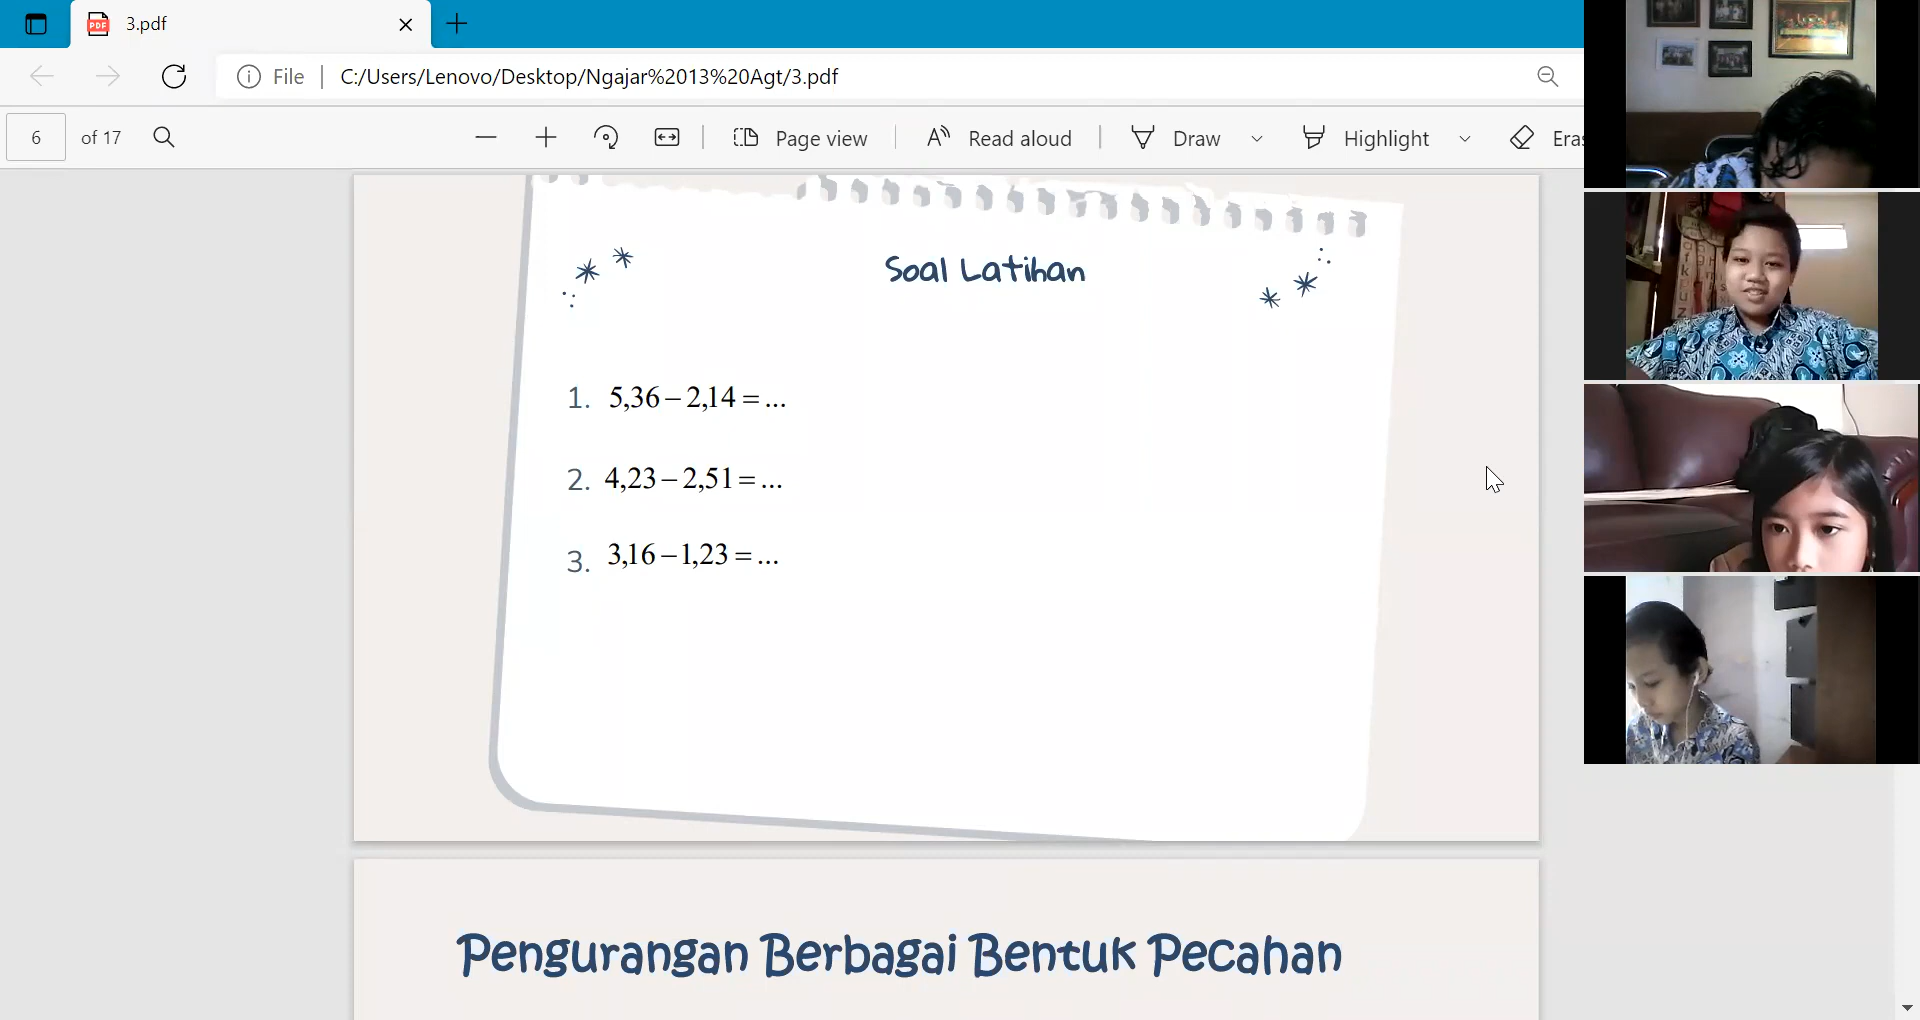 3.pdf
File
C:/Users/Lenovo/Desktop/Ngajar%2013%20Agt/3.pdf
6 of 17
Page view
Read aloud
Draw
Highlight
Eras
Soal Latihan
1. 5,36 – 2,14 = ...
2. 4,23 – 2,51 = ...
3. 3,16 – 1,23 = ...
Pengurangan Berbagai Bentuk Pecahan